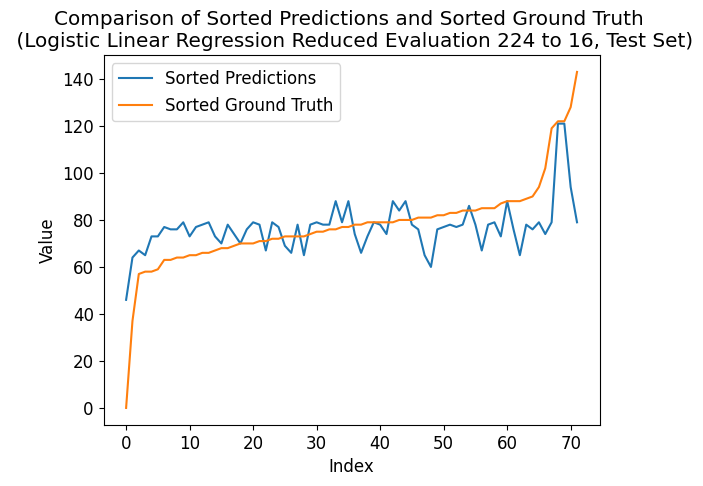 Comparison of Sorted Predictions and Sorted Ground Truth
(Logistic Linear Regression Reduced Evaluation 224 to 16, Test Set)
Sorted Predictions
Sorted Ground Truth
140
120
100
80
60
40
20
0
Value
0 10 20 30 40 50 60 70
Index